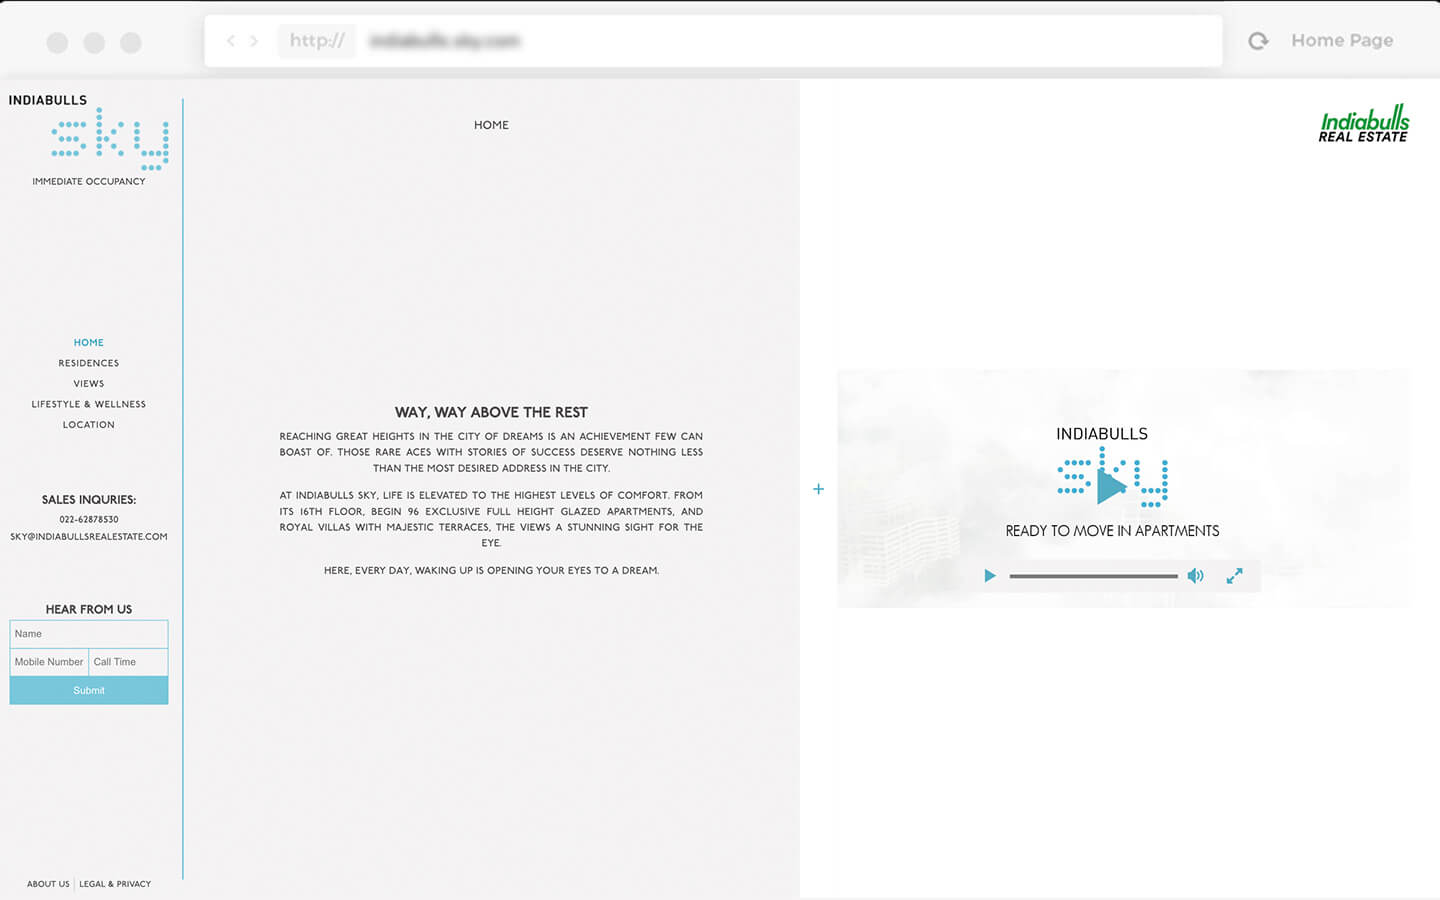 http://
Home Page
INDIABULLS
sky
IMMEDIATE OCCUPANCY
HOME
RESIDENCES
VIEWS
LIFESTYLE & WELLNESS
LOCATION
SALES INQURIES:
022-62878530
SKY@INDIABULLSREALESTATE.COM
HEAR FROM US
Name
Mobile Number Call Time
Submit
ABOUT US LEGAL & PRIVACY
HOME
WAY, WAY ABOVE THE REST
REACHING GREAT HEIGHTS IN THE CITY OF DREAMS IS AN ACHIEVEMENT FEW CAN
BOAST OF. THOSE RARE ACES WITH STORIES OF SUCCESS DESERVE NOTHING LESS
THAN THE MOST DESIRED ADDRESS IN THE CITY.
AT INDIABULLS SKY, LIFE IS ELEVATED TO THE HIGHEST LEVELS OF COMFORT. FROM
ITS 16TH FLOOR, BEGIN 96 EXCLUSIVE FULL HEIGHT GLAZED APARTMENTS, AND
ROYAL VILLAS WITH MAJESTIC TERRACES, THE VIEWS A STUNNING SIGHT FOR THE
EYE.
HERE, EVERY DAY, WAKING UP IS OPENING YOUR EYES TO A DREAM.
+
Indiabulls
REAL ESTATE
INDIABULLS
sky
READY TO MOVE IN APARTMENTS